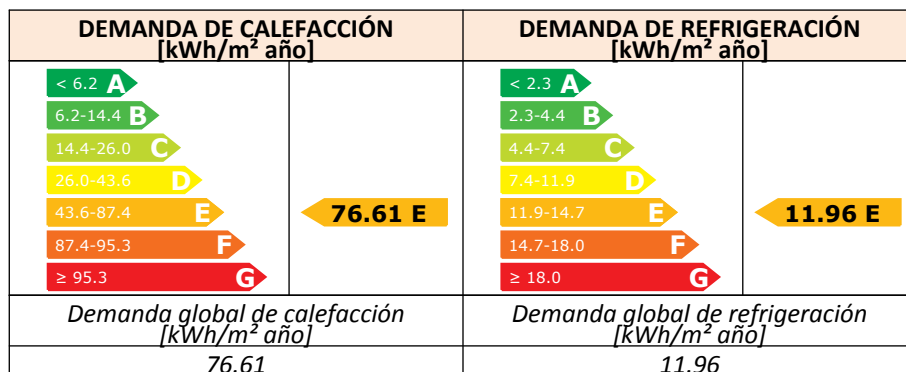 DEMANDA DE CALEFACCIÓN
[kWh/m² año]
DEMANDA DE REFRIGERACIÓN
[kWh/m² año]
< 6.2 A
6.2-14.4 B
14.4-26.0 C
26.0-43.6 D
43.6-87.4 E
87.4-95.3 F
≥ 95.3 G
76.61 E
< 2.3 A
2.3-4.4 B
4.4-7.4 C
7.4-11.9 D
11.9-14.7 E
14.7-18.0 F
≥ 18.0 G
11.96 E
Demanda global de calefacción
[kWh/m² año]
Demanda global de refrigeración
[kWh/m² año]
76.61
11.96